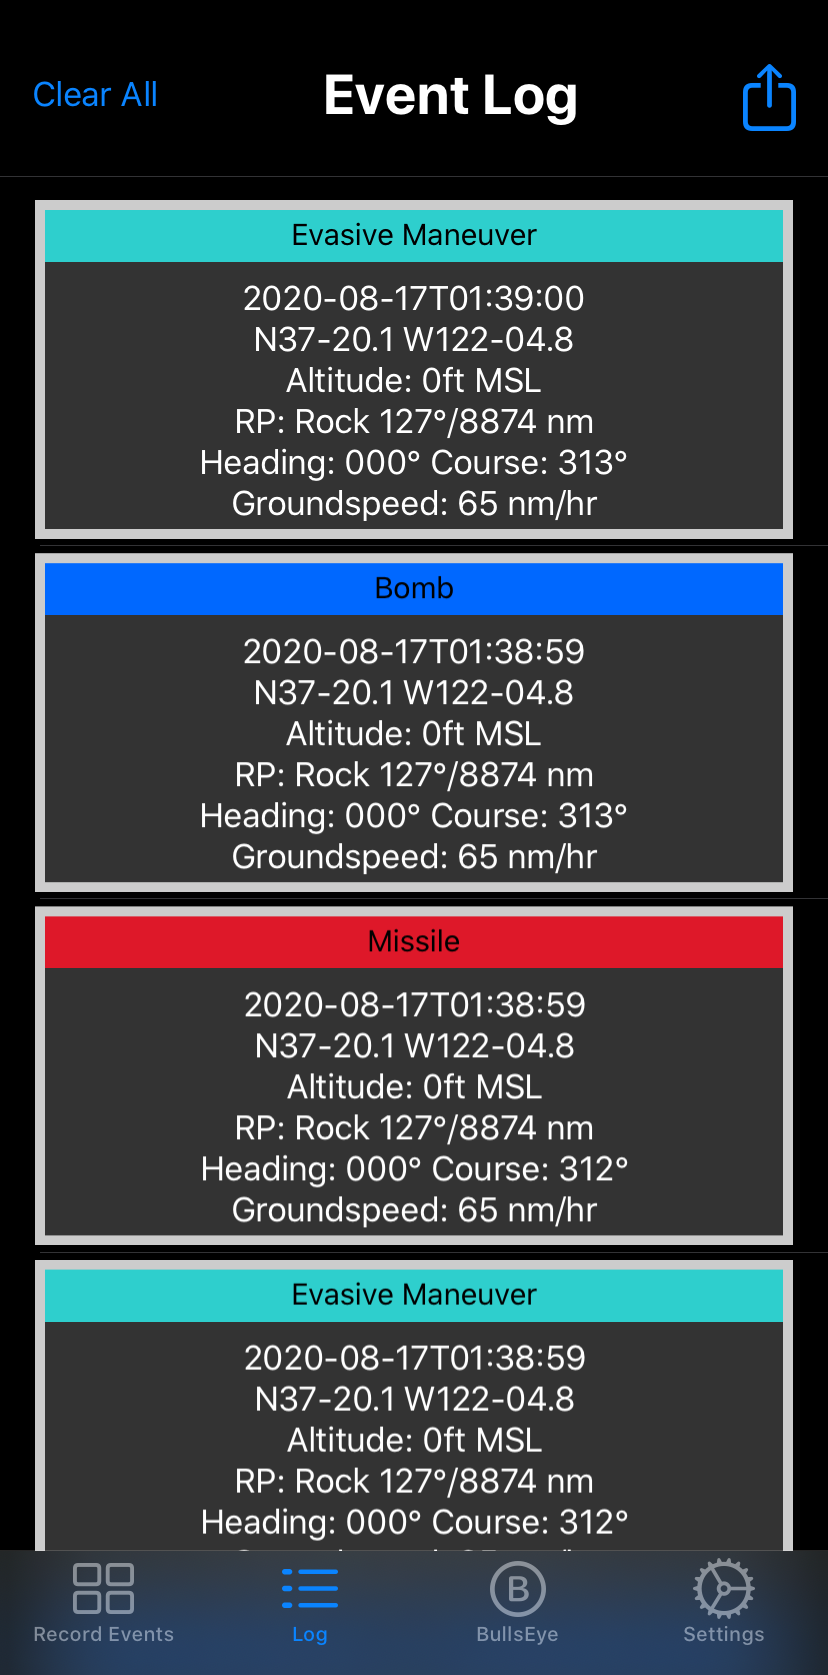 Clear All
Event Log
Evasive Maneuver
2020-08-17T01:39:00
N37-20.1 W122-04.8
Altitude: 0ft MSL
RP: Rock 127°/8874 nm
Heading: 000° Course: 313°
Groundspeed: 65 nm/hr
Bomb
2020-08-17T01:38:59
N37-20.1 W122-04.8
Altitude: 0ft MSL
RP: Rock 127°/8874 nm
Heading: 000° Course: 313°
Groundspeed: 65 nm/hr
Missile
2020-08-17T01:38:59
N37-20.1 W122-04.8
Altitude: 0ft MSL
RP: Rock 127°/8874 nm
Heading: 000° Course: 312°
Groundspeed: 65 nm/hr
Evasive Maneuver
2020-08-17T01:38:59
N37-20.1 W122-04.8
Altitude: 0ft MSL
RP: Rock 127°/8874 nm
Heading: 000° Course: 312°
B
Record Events
Log
BullsEye
Settings